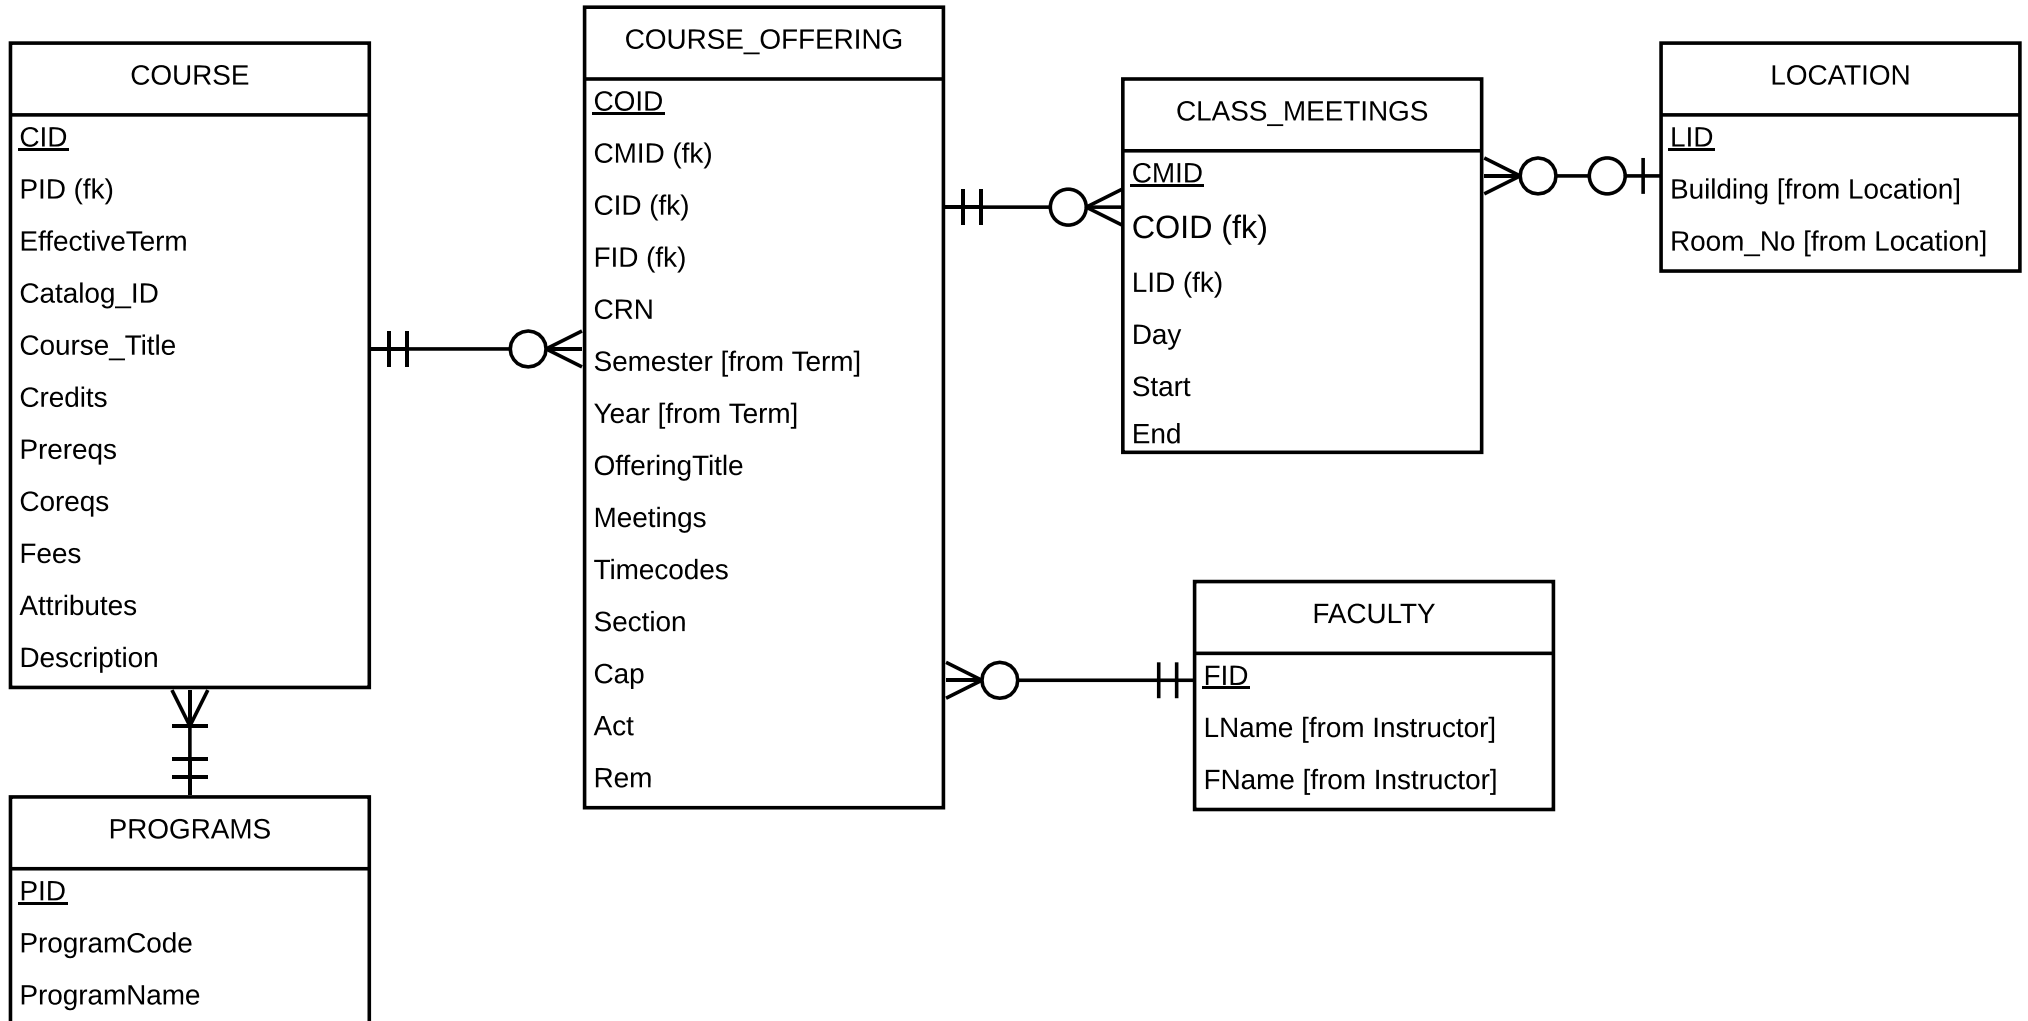 COURSE
CID
PID (fk)
EffectiveTerm
Catalog_ID
Course_Title
Credits
Prereqs
Coreqs
Fees
Attributes
Description
PROGRAMS
PID
ProgramCode
ProgramName
COURSE_OFFERING
COID
CMID (fk)
CID (fk)
FID (fk)
CRN
Semester [from Term]
Year [from Term]
OfferingTitle
Meetings
Timecodes
Section
Cap
Act
Rem
CLASS_MEETINGS
CMID
COID (fk)
LID (fk)
Day
Start
End
FACULTY
FID
LName [from Instructor]
FName [from Instructor]
LOCATION
LID
Building [from Location]
Room_No [from Location]